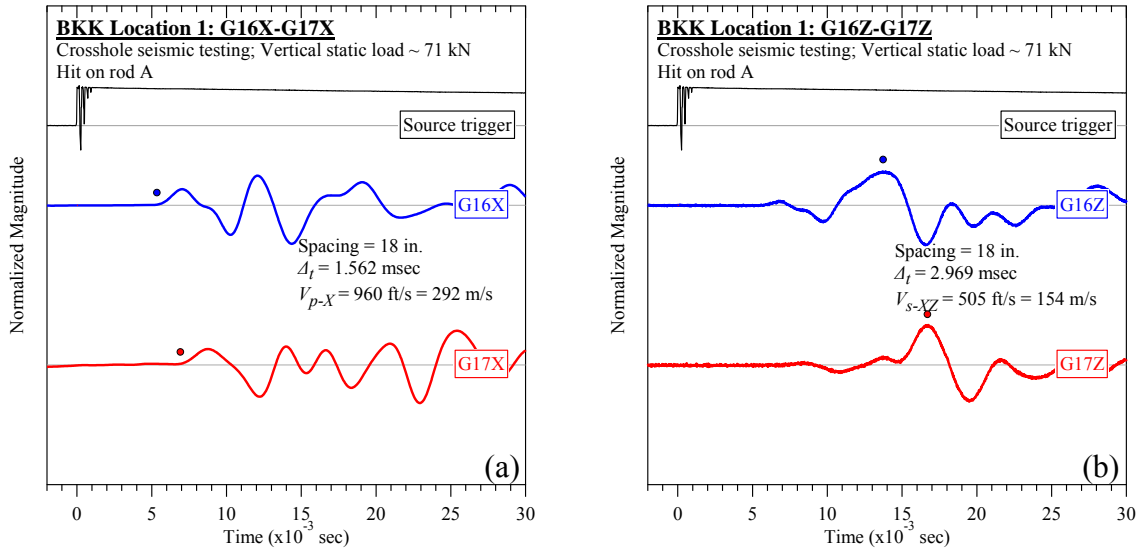 BKK Location 1: G16X-G17X
Crosshole seismic testing; Vertical static load ~ 71 kN
Hit on rod A
Source trigger
G16X
Spacing = 18 in.
Δt = 1.562 msec
Vp-X = 960 ft/s = 292 m/s
G17X
(a)
Normalized Magnitude
0 5 10 15 20 25 30
Time (x10⁻³ sec)
BKK Location 1: G16Z-G17Z
Crosshole seismic testing; Vertical static load ~ 71 kN
Hit on rod A
Source trigger
G16Z
Spacing = 18 in.
Δt = 2.969 msec
Vs-XZ = 505 ft/s = 154 m/s
G17Z
(b)
Normalized Magnitude
0 5 10 15 20 25 30
Time (x10⁻³ sec)